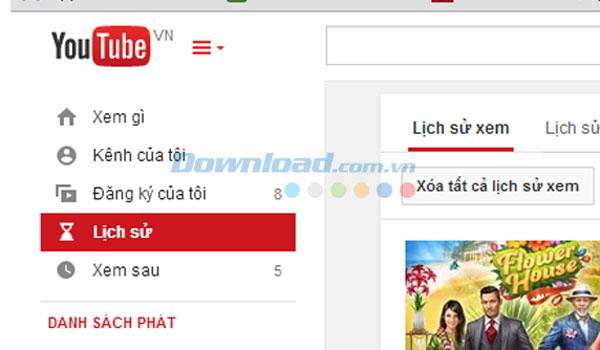 YouTube VN
Xem gì
Kênh của tôi
Đăng ký của tôi 8
Lịch sử
Xem sau 5
DANH SÁCH PHÁT
Lịch sử xem Lịch sử
Xóa tất cả lịch sử xem
Flower
House
Download.com.vn